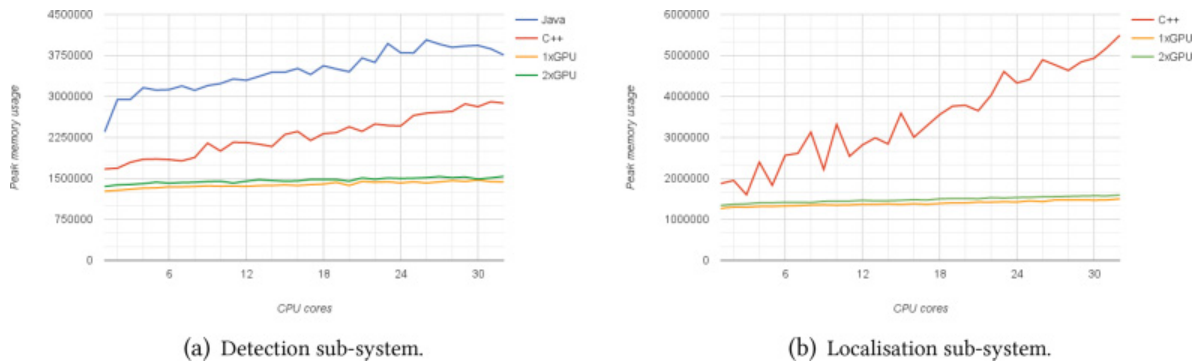 4500000
3750000
3000000
2250000
1500000
750000
0
Peak memory usage
6 12 18 24 30
CPU cores
Java
C++
1xGPU
2xGPU
(a) Detection sub-system.
6000000
5000000
4000000
3000000
2000000
1000000
0
Peak memory usage
6 12 18 24 30
CPU cores
C++
1xGPU
2xGPU
(b) Localisation sub-system.